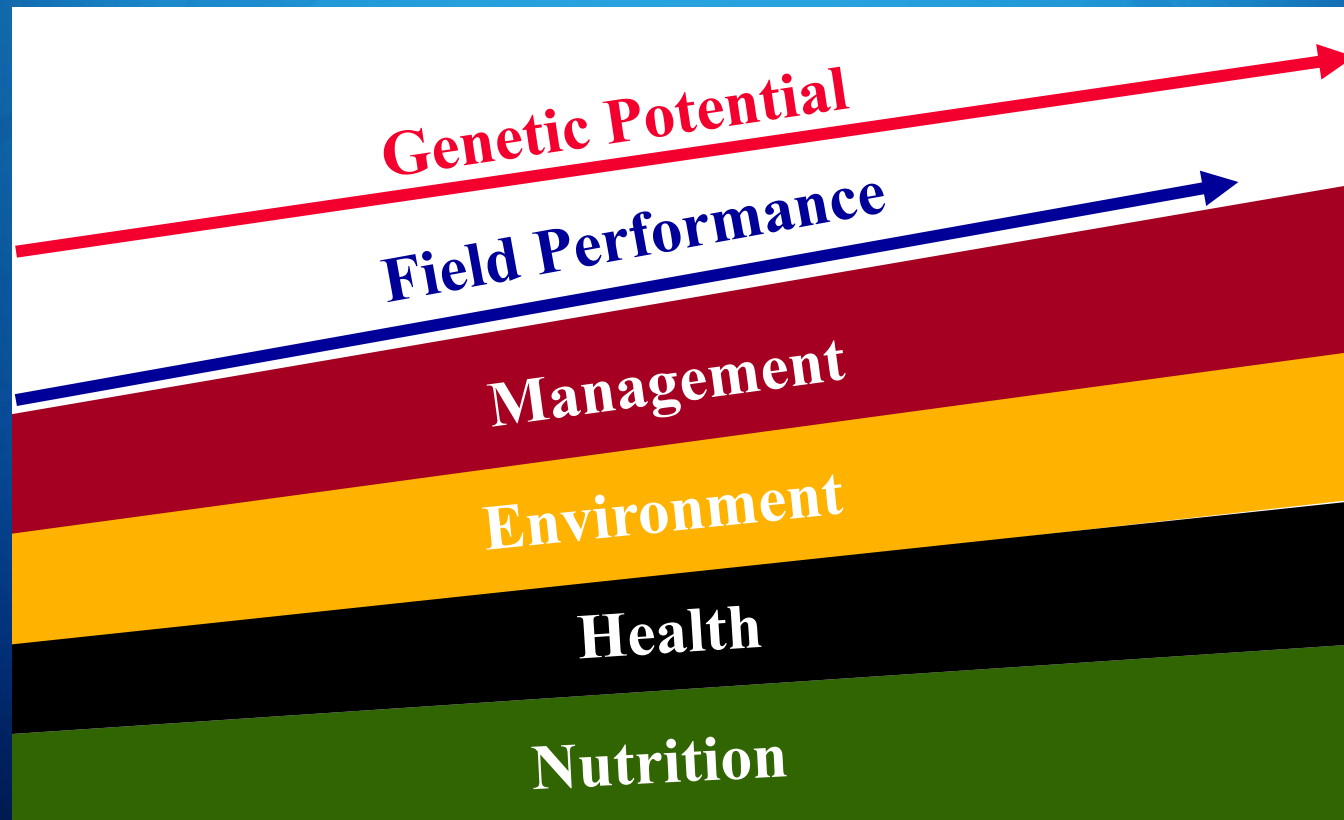 Genetic Potential
Field Performance
Management
Environment
Health
Nutrition